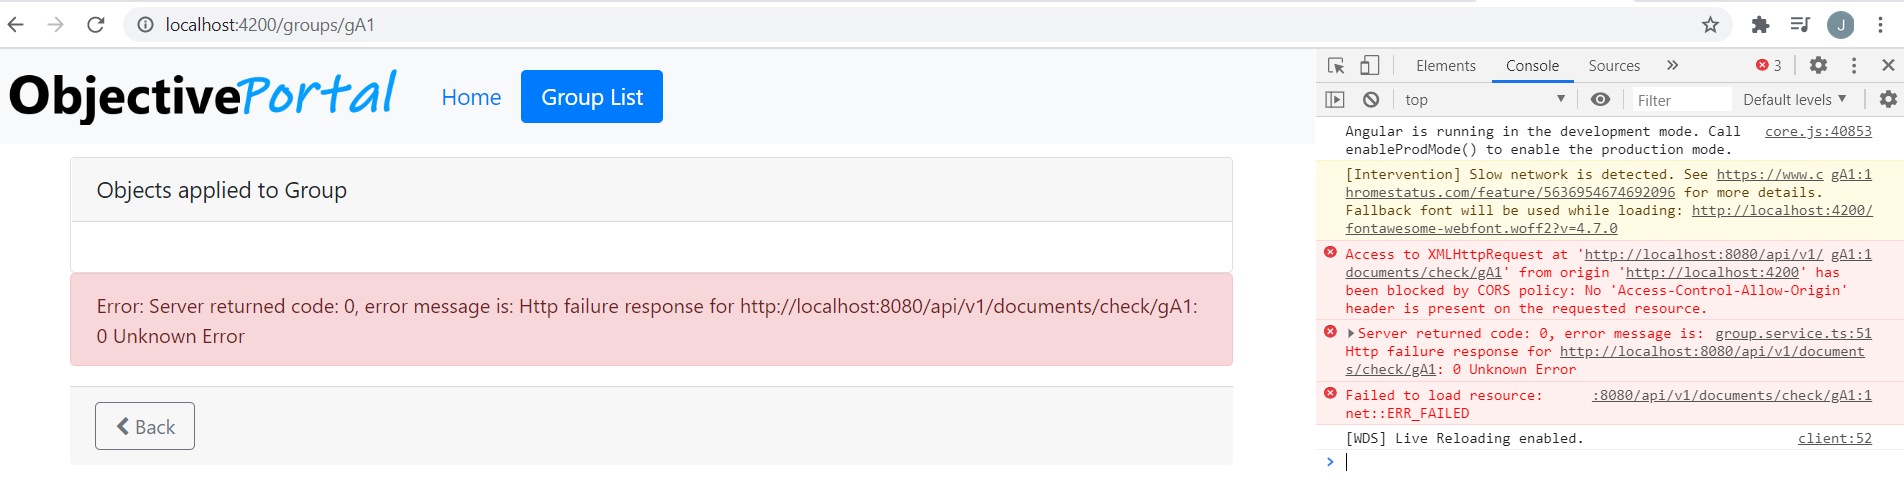 localhost:4200/groups/gA1
J
ObjectivePortal
Home
Group List
Objects applied to Group
Error: Server returned code: 0, error message is: Http failure response for http://localhost:8080/api/v1/documents/check/gA1:
0 Unknown Error
Back
Elements
Console
Sources
3
top
Filter
Default levels
Angular is running in the development mode. Call core.js:40853
enableProdMode() to enable the production mode.
[Intervention] Slow network is detected. See https://www.c gA1:1
hromestatus.com/feature/5636954674692096 for more details.
Fallback font will be used while loading: http://localhost:4200/
fontawesome-webfont.woff2?v=4.7.0
Access to XMLHttpRequest at 'http://localhost:8080/api/v1/ gA1:1
documents/check/gA1' from origin 'http://localhost:4200' has
been blocked by CORS policy: No 'Access-Control-Allow-Origin'
header is present on the requested resource.
Server returned code: 0, error message is: group.service.ts:51
Http failure response for http://localhost:8080/api/v1/document
s/check/gA1: 0 Unknown Error
Failed to load resource: :8080/api/v1/documents/check/gA1:1
net::ERR_FAILED
[WDS] Live Reloading enabled. client:52